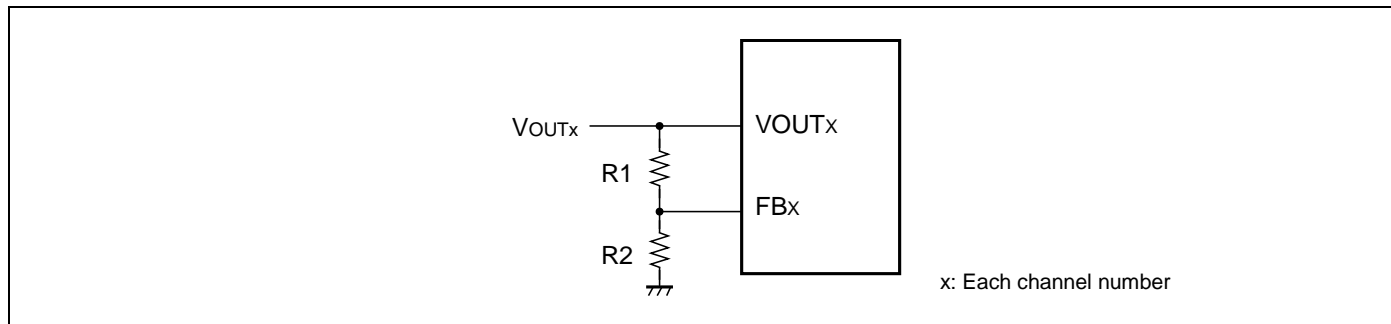 VOUTx VOUTx
R1
FBx
R2
x: Each channel number